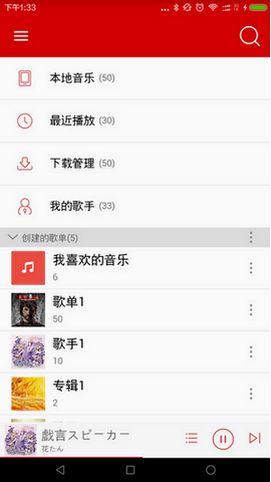 下午1:33
本地音乐 (50)
最近播放 (30)
下载管理 (50)
我的歌手 (33)
创建的歌单(5)
我喜欢的音乐
6
歌单1
50
歌手1
10
专辑1
2
戯言スピーカー
花たん